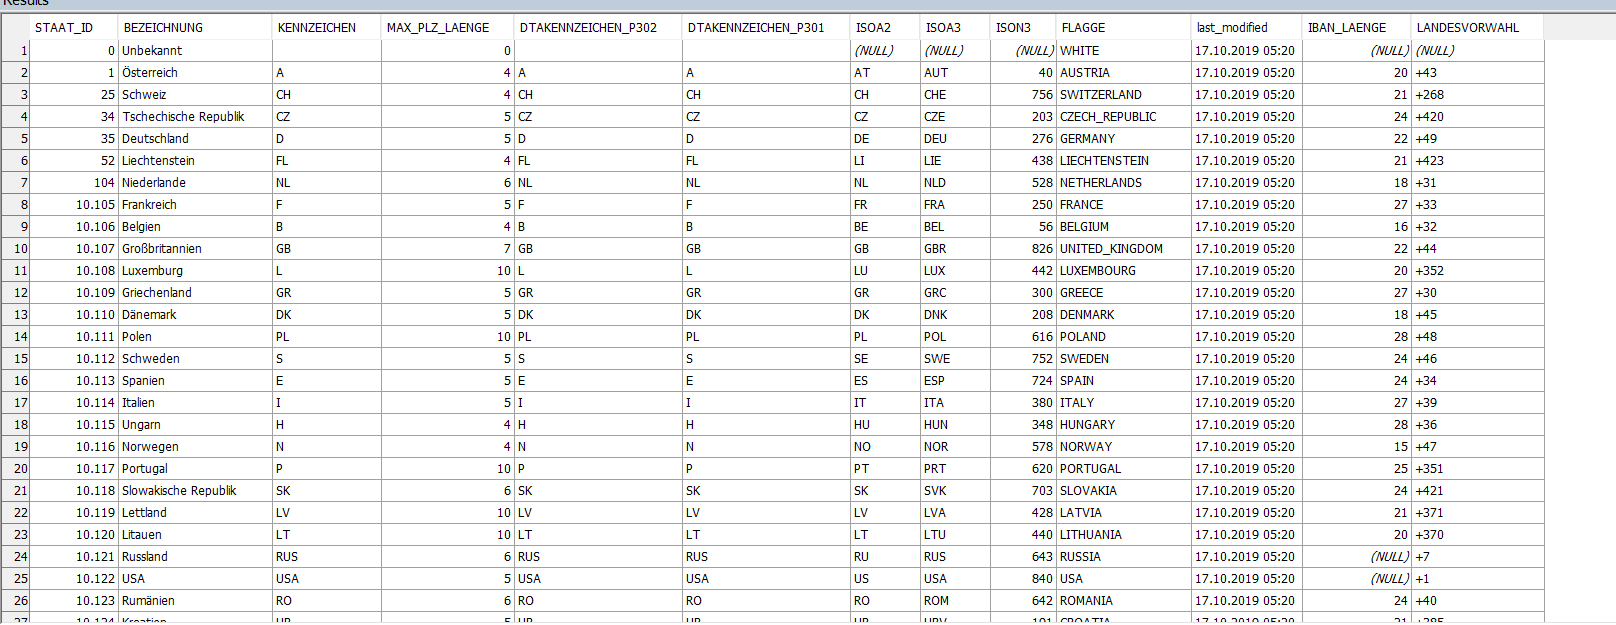 Results
STAAT_ID BEZEICHNUNG KENNZEICHEN MAX_PLZ_LAENGE DTAKENNZEICHEN_P302 DTAKENNZEICHEN_P301 ISOA2 ISOA3 ISON3 FLAGGE last_modified IBAN_LAENGE LANDESVORWAHL
1 0 Unbekannt 0 (NULL) (NULL) (NULL) WHITE 17.10.2019 05:20 (NULL) (NULL)
2 1 Österreich A 4 A A AT AUT 40 AUSTRIA 17.10.2019 05:20 20 +43
3 25 Schweiz CH 4 CH CH CH CHE 756 SWITZERLAND 17.10.2019 05:20 21 +268
4 34 Tschechische Republik CZ 5 CZ CZ CZ CZE 203 CZECH_REPUBLIC 17.10.2019 05:20 24 +420
5 35 Deutschland D 5 D D DE DEU 276 GERMANY 17.10.2019 05:20 22 +49
6 52 Liechtenstein FL 4 FL FL LI LIE 438 LIECHTENSTEIN 17.10.2019 05:20 21 +423
7 104 Niederlande NL 6 NL NL NL NLD 528 NETHERLANDS 17.10.2019 05:20 18 +31
8 10.105 Frankreich F 5 F F FR FRA 250 FRANCE 17.10.2019 05:20 27 +33
9 10.106 Belgien B 4 B B BE BEL 56 BELGIUM 17.10.2019 05:20 16 +32
10 10.107 Großbritannien GB 7 GB GB GB GBR 826 UNITED_KINGDOM 17.10.2019 05:20 22 +44
11 10.108 Luxemburg L 10 L L LU LUX 442 LUXEMBOURG 17.10.2019 05:20 20 +352
12 10.109 Griechenland GR 5 GR GR GR GRC 300 GREECE 17.10.2019 05:20 27 +30
13 10.110 Dänemark DK 5 DK DK DK DNK 208 DENMARK 17.10.2019 05:20 18 +45
14 10.111 Polen PL 10 PL PL PL POL 616 POLAND 17.10.2019 05:20 28 +48
15 10.112 Schweden S 5 S S SE SWE 752 SWEDEN 17.10.2019 05:20 24 +46
16 10.113 Spanien E 5 E E ES ESP 724 SPAIN 17.10.2019 05:20 24 +34
17 10.114 Italien I 5 I I IT ITA 380 ITALY 17.10.2019 05:20 27 +39
18 10.115 Ungarn H 4 H H HU HUN 348 HUNGARY 17.10.2019 05:20 28 +36
19 10.116 Norwegen N 4 N N NO NOR 578 NORWAY 17.10.2019 05:20 15 +47
20 10.117 Portugal P 10 P P PT PRT 620 PORTUGAL 17.10.2019 05:20 25 +351
21 10.118 Slowakische Republik SK 6 SK SK SK SVK 703 SLOVAKIA 17.10.2019 05:20 24 +421
22 10.119 Lettland LV 10 LV LV LV LVA 428 LATVIA 17.10.2019 05:20 21 +371
23 10.120 Litauen LT 10 LT LT LT LTU 440 LITHUANIA 17.10.2019 05:20 20 +370
24 10.121 Russland RUS 6 RUS RUS RU RUS 643 RUSSIA 17.10.2019 05:20 (NULL) +7
25 10.122 USA USA 5 USA USA US USA 840 USA 17.10.2019 05:20 (NULL) +1
26 10.123 Rumänien RO 6 RO RO RO ROM 642 ROMANIA 17.10.2019 05:20 24 +40